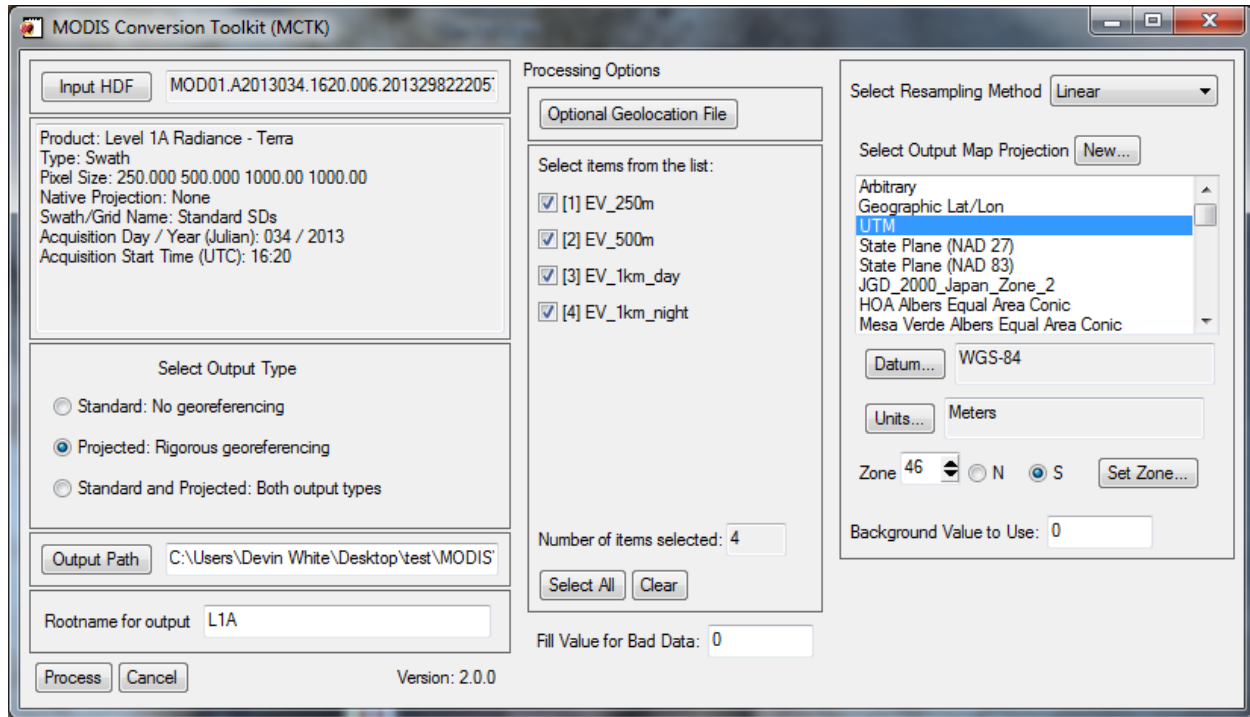 MODIS Conversion Toolkit (MCTK)
Input HDF
MOD01.A2013034.1620.006.201329822205
Product: Level 1A Radiance - Terra
Type: Swath
Pixel Size: 250.000 500.000 1000.00 1000.00
Native Projection: None
Swath/Grid Name: Standard SDs
Acquisition Day / Year (Julian): 034 / 2013
Acquisition Start Time (UTC): 16:20
Select Output Type
Standard: No georeferencing
Projected: Rigorous georeferencing
Standard and Projected: Both output types
Output Path
C:\Users\Devin White\Desktop\test\MODIS
Rootname for output
L1A
Process
Cancel
Version: 2.0.0
Processing Options
Optional Geolocation File
Select items from the list:
[1] EV_250m
[2] EV_500m
[3] EV_1km_day
[4] EV_1km_night
Number of items selected: 4
Select All
Clear
Fill Value for Bad Data: 0
Select Resampling Method Linear
Select Output Map Projection New...
Arbitrary
Geographic Lat/Lon
UTM
State Plane (NAD 27)
State Plane (NAD 83)
JGD_2000_Japan_Zone_2
HOA Albers Equal Area Conic
Mesa Verde Albers Equal Area Conic
Datum... WGS-84
Units... Meters
Zone 46 N S Set Zone...
Background Value to Use: 0